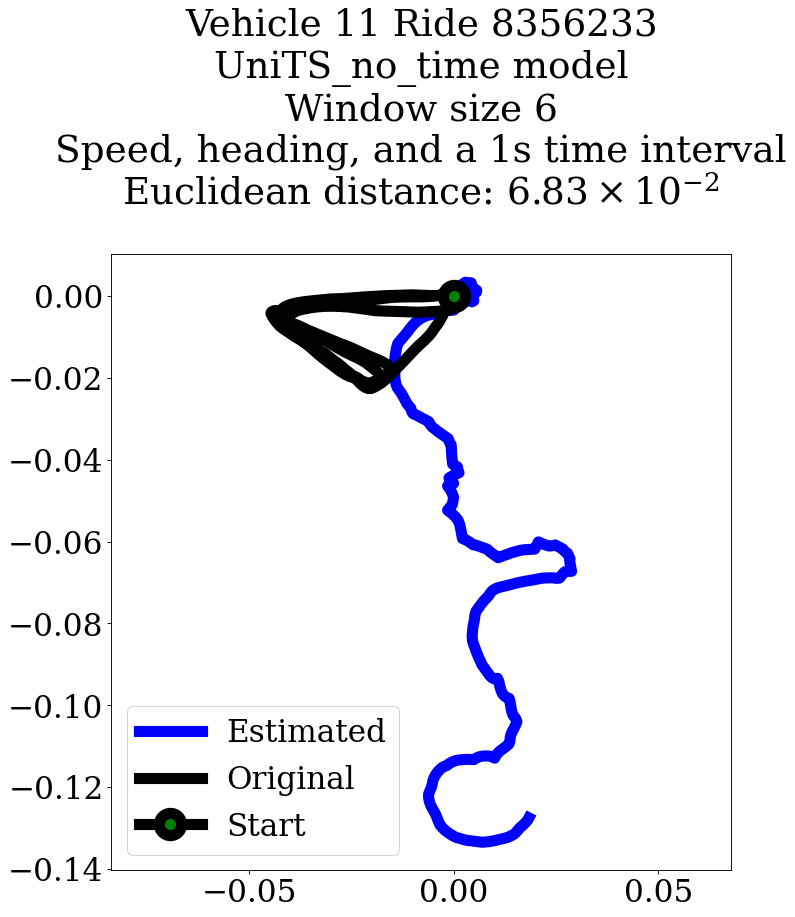 Vehicle 11 Ride 8356233
UniTS_no_time model
Window size 6
Speed, heading, and a 1s time interval
Euclidean distance: 6.83 × 10⁻²
0.00
−0.02
−0.04
−0.06
−0.08
−0.10
−0.12
−0.14
Estimated
Original
Start
−0.05
0.00
0.05